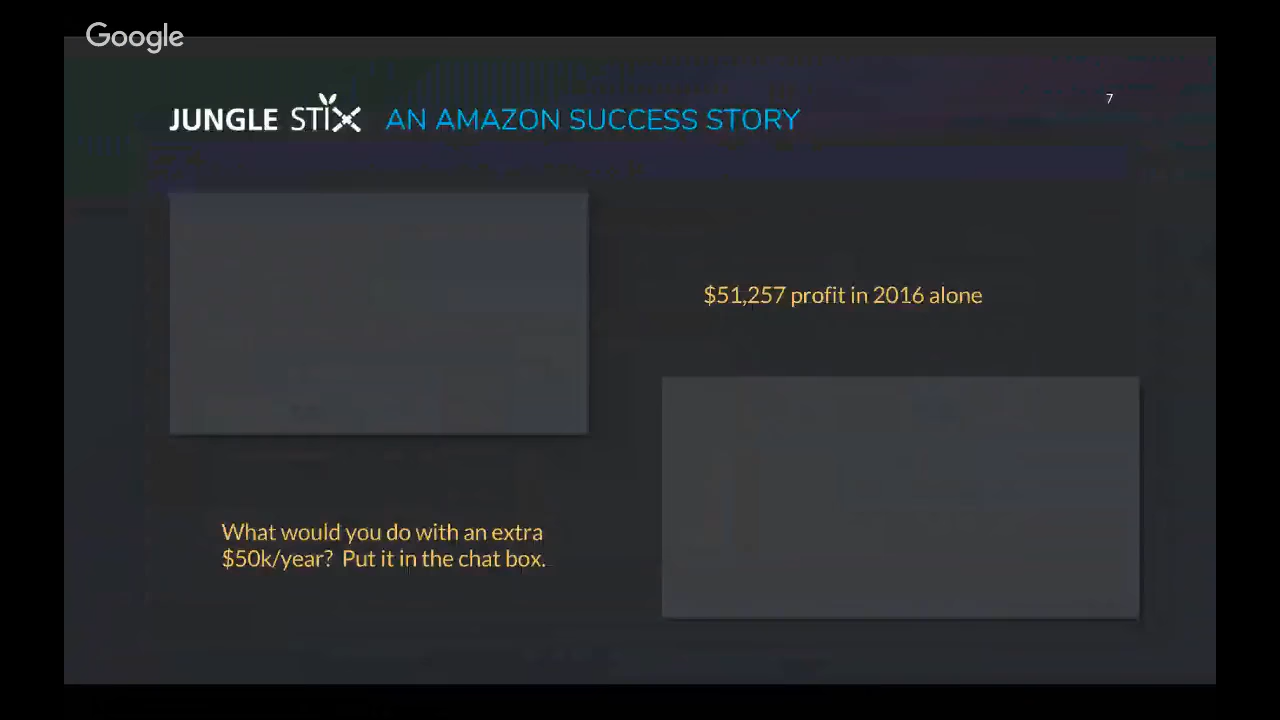 Google
JUNGLE STIX AN AMAZON SUCCESS STORY
7
$51,257 profit in 2016 alone
What would you do with an extra
$50k/year? Put it in the chat box.